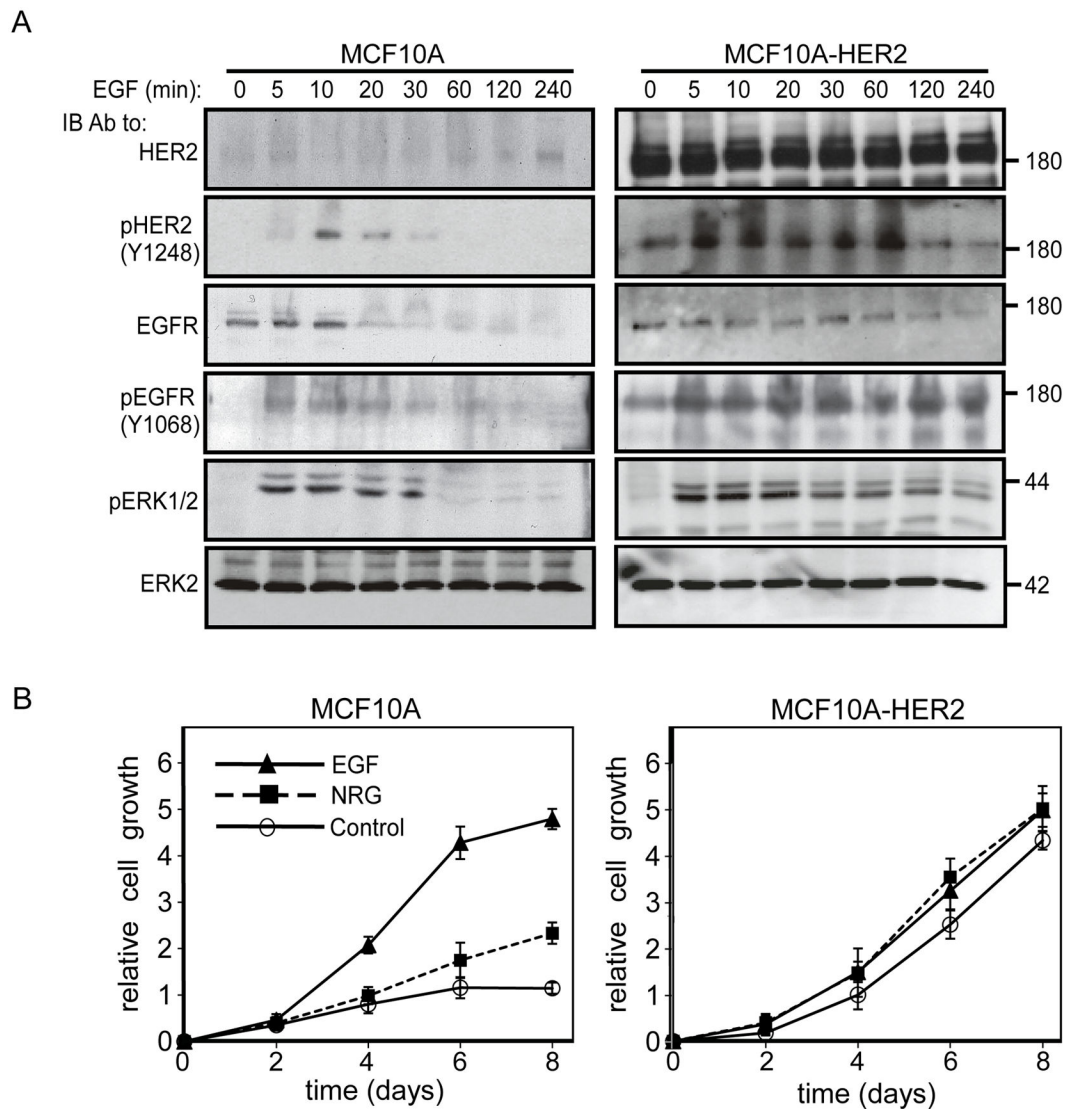 A
MCF10A
MCF10A-HER2
EGF (min): 0 5 10 20 30 60 120 240
0 5 10 20 30 60 120 240
IB Ab to:
HER2
180
pHER2
(Y1248)
180
EGFR
180
pEGFR
(Y1068)
180
pERK1/2
44
ERK2
42
B
MCF10A
relative cell growth
6
5
4
3
2
1
0
EGF
NRG
Control
0 2 4 6 8
time (days)
MCF10A-HER2
relative cell growth
6
5
4
3
2
1
0
0 2 4 6 8
time (days)